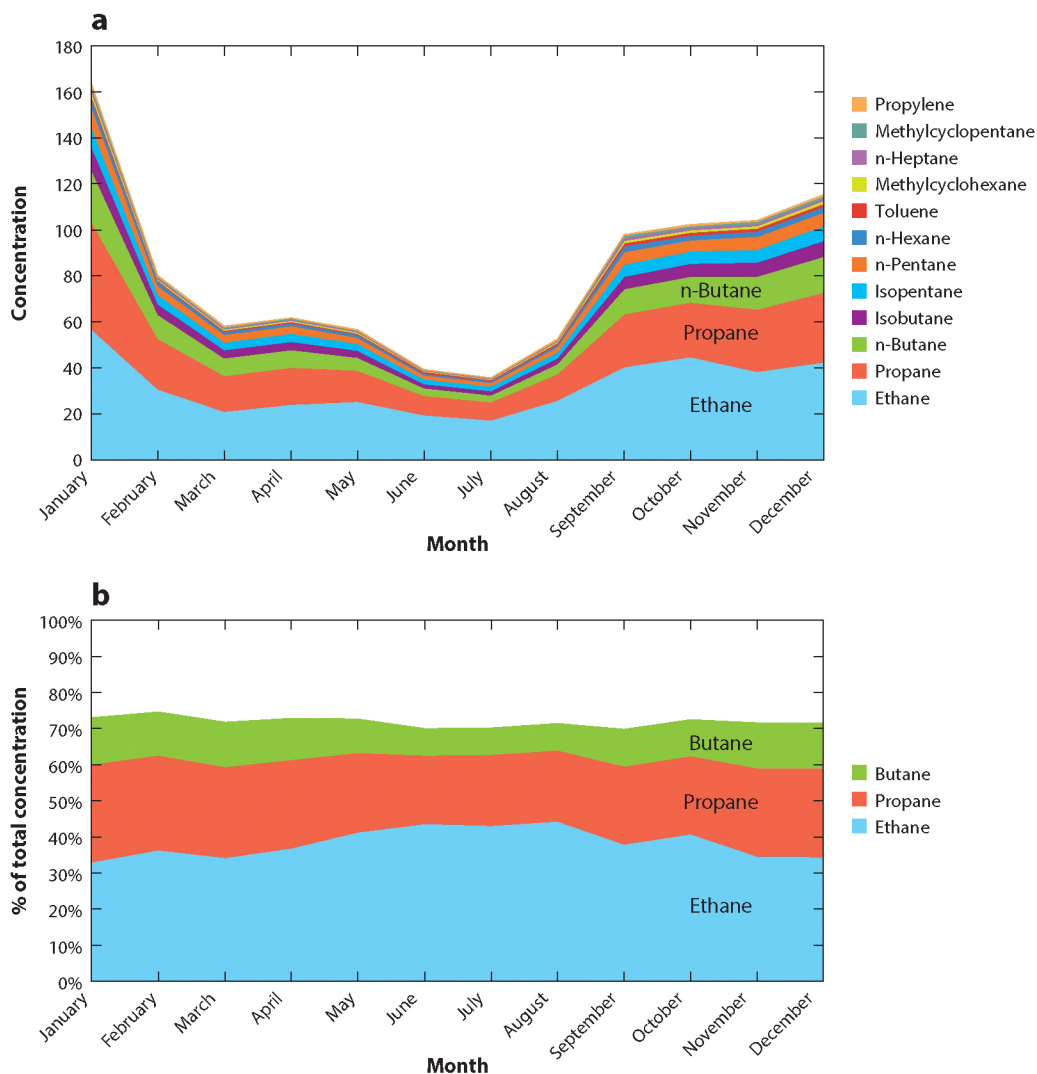 a
180
160
140
120
100
80
60
40
20
0
Concentration
n-Butane
Propane
Ethane
January
February
March
April
May
June
July
August
September
October
November
December
Month
Propylene
Methylcyclopentane
n-Heptane
Methylcyclohexane
Toluene
n-Hexane
n-Pentane
Isopentane
Isobutane
n-Butane
Propane
Ethane
b
100%
90%
80%
70%
60%
50%
40%
30%
20%
10%
0%
% of total concentration
Butane
Propane
Ethane
January
February
March
April
May
June
July
August
September
October
November
December
Month
Butane
Propane
Ethane